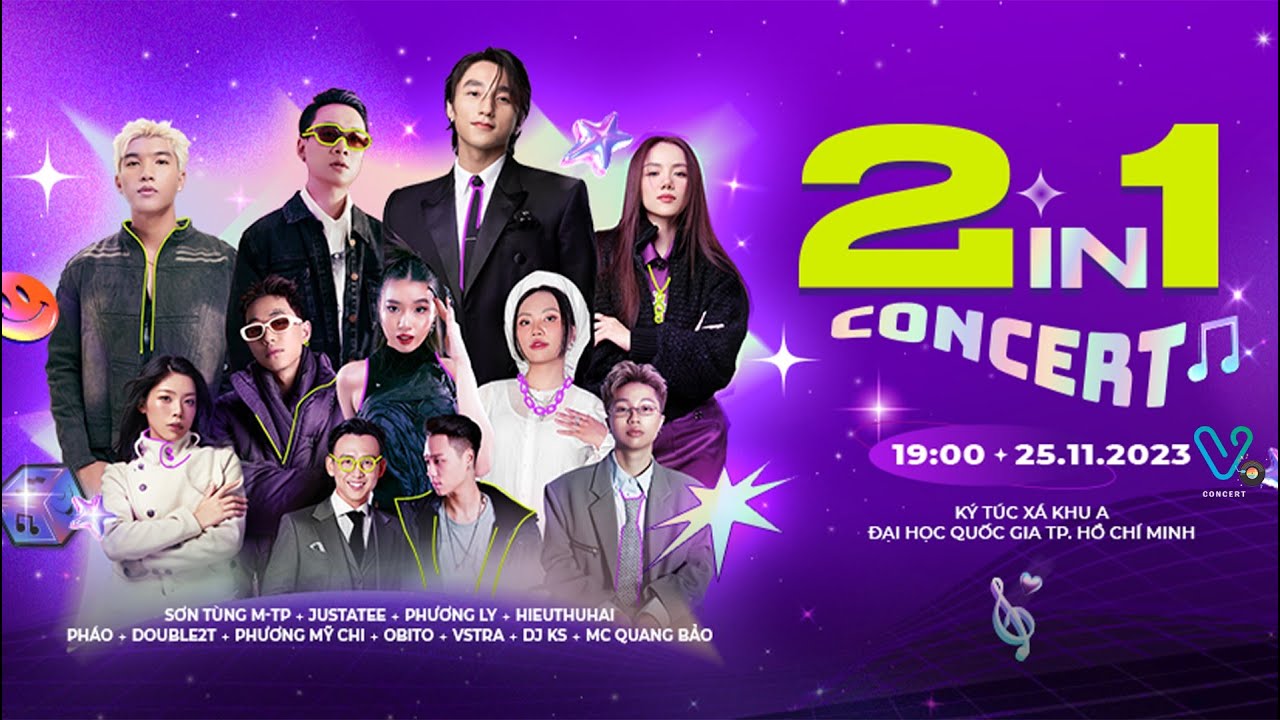 2 IN 1
CONCERT
19:00 + 25.11.2023
KÝ TÚC XÁ KHU A
ĐẠI HỌC QUỐC GIA TP. HỒ CHÍ MINH
CONCERT
SƠN TÙNG M-TP + JUSTATEE + PHƯƠNG LY + HIEUTHUHAI
PHÁO + DOUBLE2T + PHƯƠNG MỸ CHI + OBITO + VSTRA + DJ KS + MC QUANG BẢO